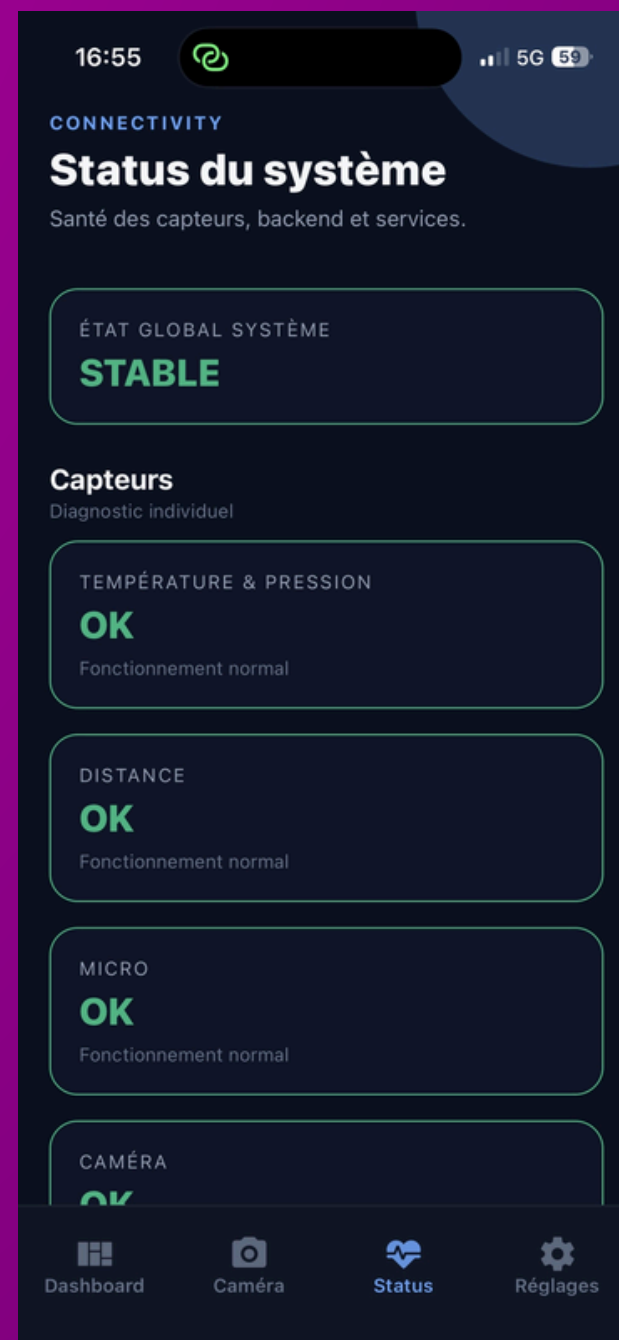 16:55
5G 59
CONNECTIVITY
Status du système
Santé des capteurs, backend et services.
ÉTAT GLOBAL SYSTÈME
STABLE
Capteurs
Diagnostic individuel
TEMPÉRATURE & PRESSION
OK
Fonctionnement normal
DISTANCE
OK
Fonctionnement normal
MICRO
OK
Fonctionnement normal
CAMÉRA
OK
Dashboard Caméra Status Réglages